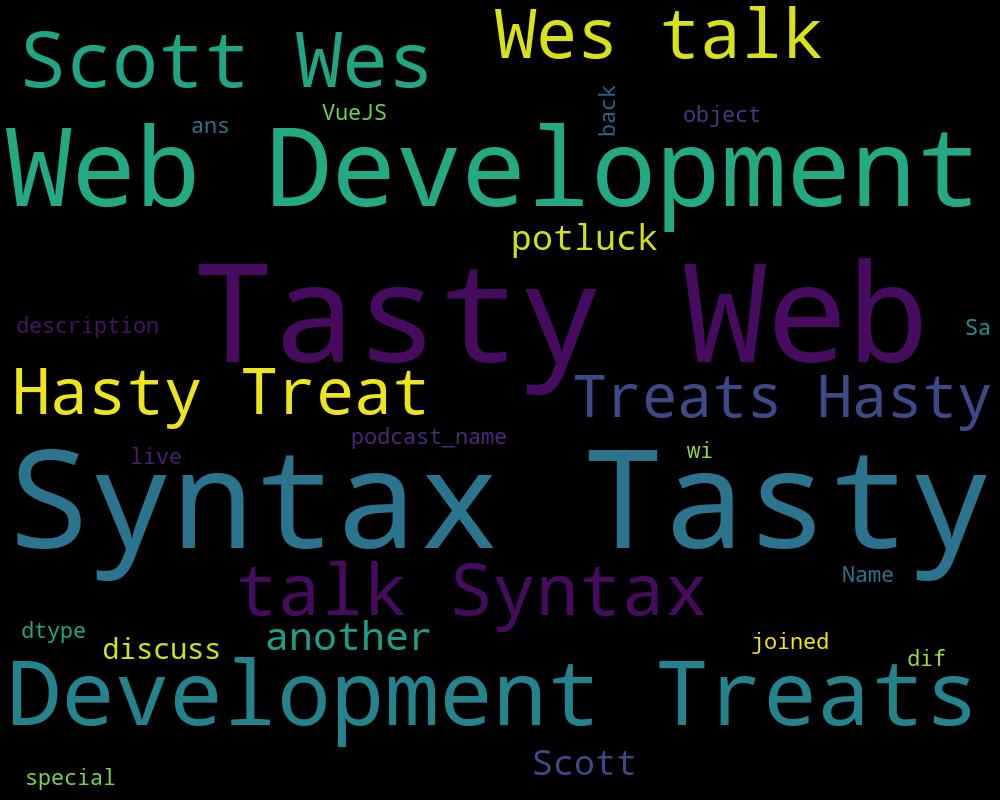 Scott Wes
Wes talk
VueJS
back
object
ans
Web Development
potluck
Tasty Web
description
Sa
Hasty Treat
Treats Hasty
podcast_name
live
wi
Syntax Tasty
talk Syntax
Name
dtype
discuss
another
joined
dif
Development Treats
Scott
special